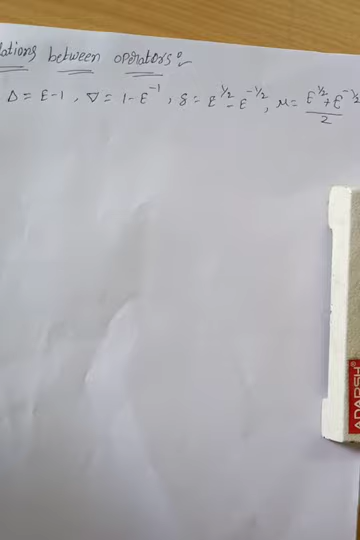 lations between operators:
Δ = E-1, ∇ = 1-E^-1, δ = E^1/2 - E^-1/2, μ = (E^1/2 + E^-1/2)/2
ADARSH